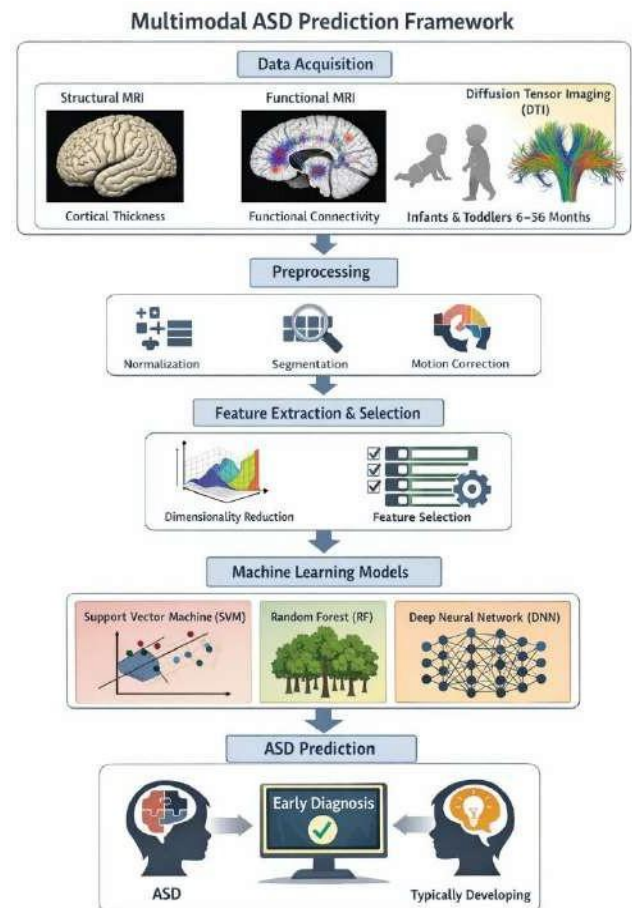 Multimodal ASD Prediction Framework
Data Acquisition
Structural MRI
Functional MRI
Diffusion Tensor Imaging
(DTI)
Cortical Thickness
Functional Connectivity
Infants & Toddlers 6–36 Months
Preprocessing
Normalization
Segmentation
Motion Correction
Feature Extraction & Selection
Dimensionality Reduction
Feature Selection
Machine Learning Models
Support Vector Machine (SVM)
Random Forest (RF)
Deep Neural Network (DNN)
ASD Prediction
Early Diagnosis
ASD
Typically Developing